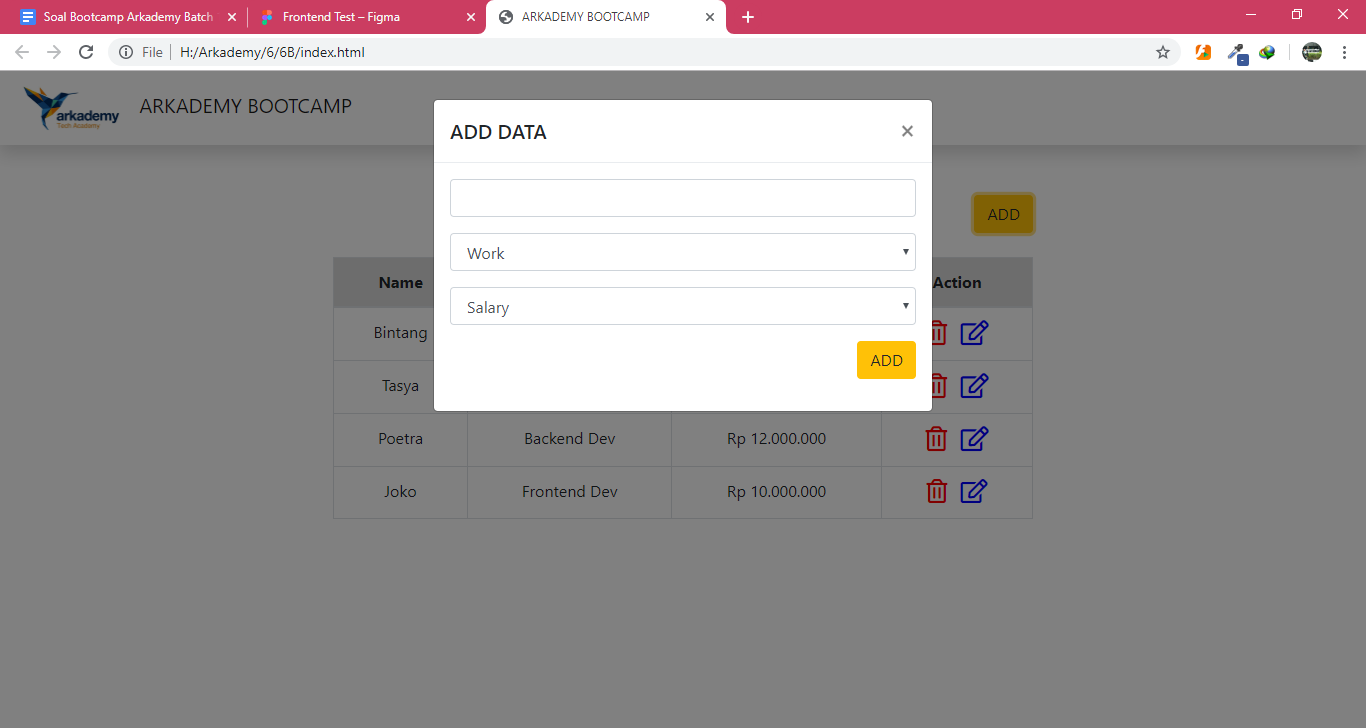 Soal Bootcamp Arkademy Batch
Frontend Test – Figma
ARKADEMY BOOTCAMP
File
H:/Arkademy/6/6B/index.html
arkademy
Tech Academy
ARKADEMY BOOTCAMP
ADD DATA
×
Work
Salary
ADD
ADD
Name
Action
Bintang
Tasya
Poetra
Backend Dev
Rp 12.000.000
Joko
Frontend Dev
Rp 10.000.000